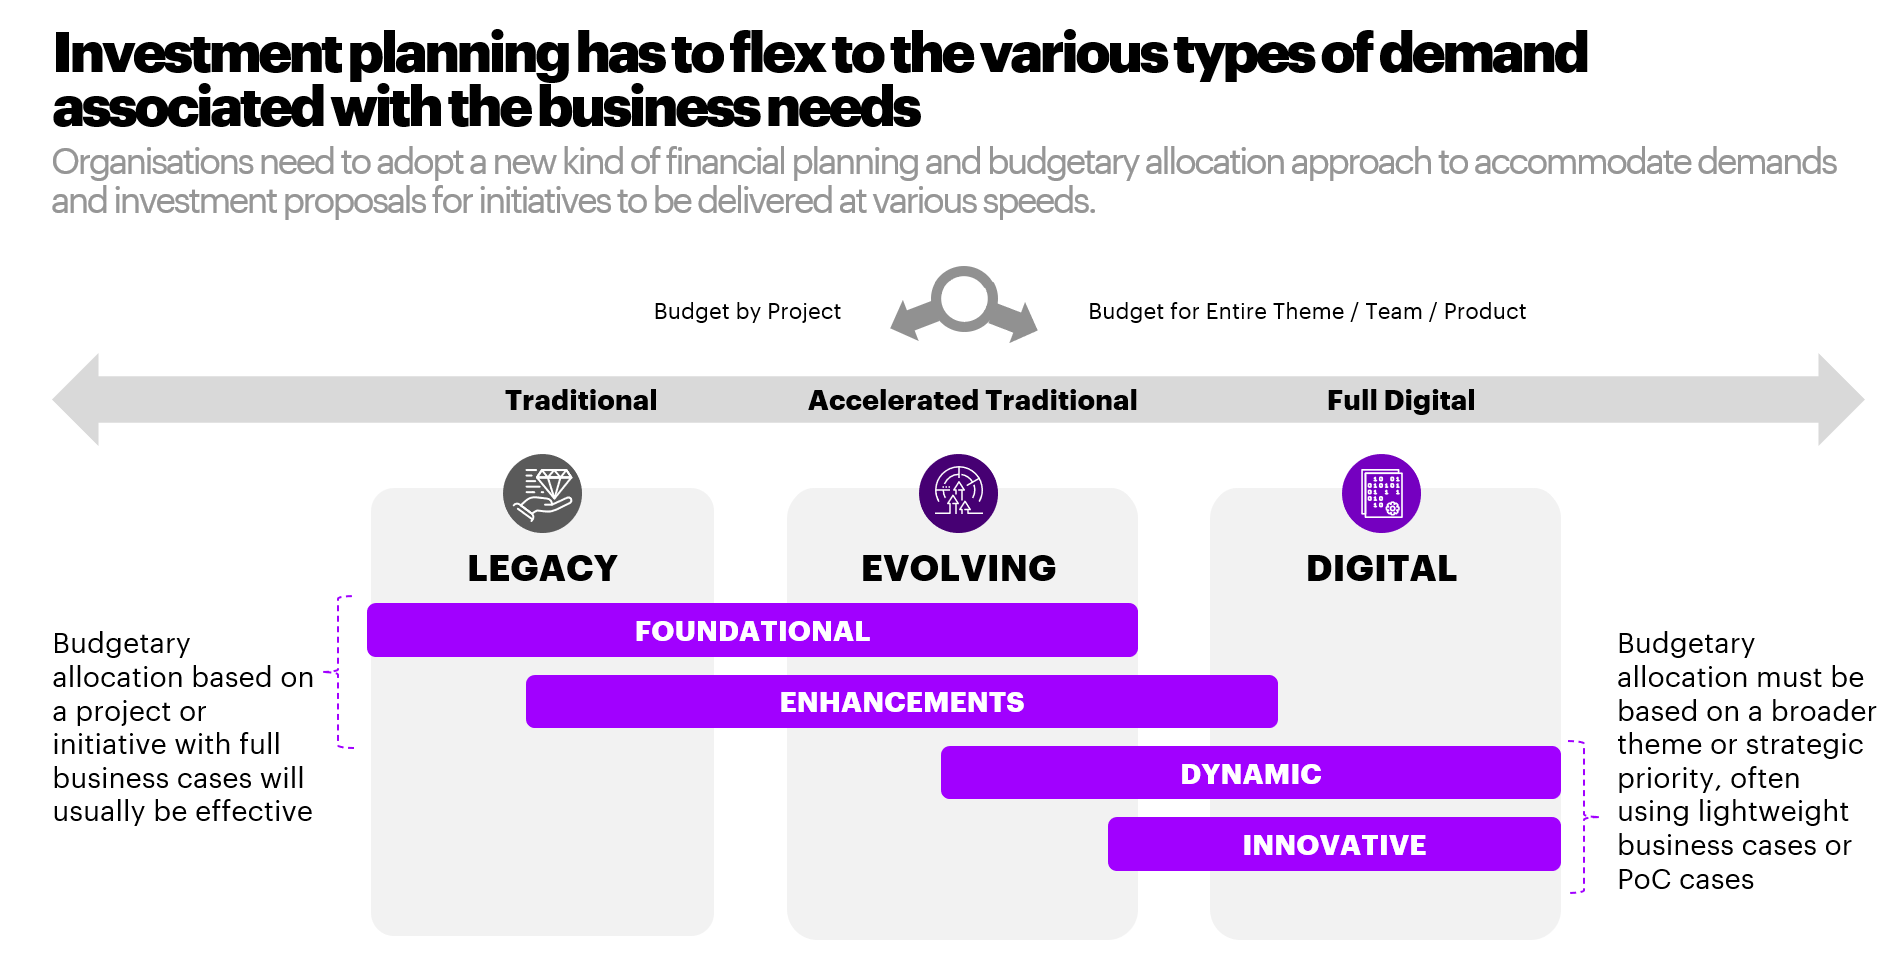 Investment planning has to flex to the various types of demand
associated with the business needs
Organisations need to adopt a new kind of financial planning and budgetary allocation approach to accommodate demands
and investment proposals for initiatives to be delivered at various speeds.
Budget by Project
Budget for Entire Theme / Team / Product
Traditional
Accelerated Traditional
Full Digital
LEGACY
EVOLVING
DIGITAL
FOUNDATIONAL
ENHANCEMENTS
DYNAMIC
INNOVATIVE
Budgetary
allocation based on
a project or
initiative with full
business cases will
usually be effective
Budgetary
allocation must be
based on a broader
theme or strategic
priority, often
using lightweight
business cases or
PoC cases